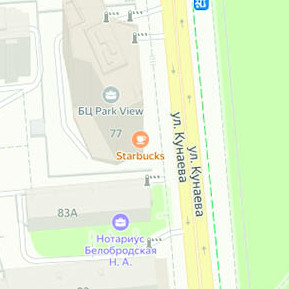 БЦ Park View
77
Starbucks
ул. Кунаева
ул. Кунаева
83А
Нотариус
Белобродская
Н. А.